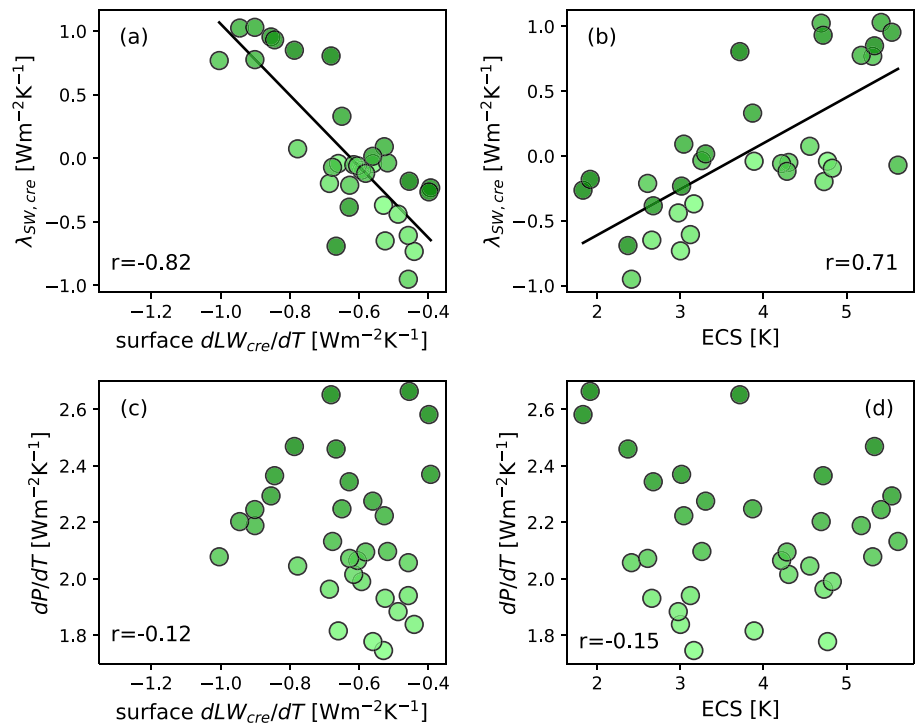 (a)
λSW,cre [Wm−2K−1]
1.0
0.5
0.0
−0.5
−1.0
r=-0.82
−1.2 −1.0 −0.8 −0.6 −0.4
surface dLWcre/dT [Wm−2K−1]
(b)
λSW,cre [Wm−2K−1]
1.0
0.5
0.0
−0.5
−1.0
r=0.71
2 3 4 5
ECS [K]
(c)
dP/dT [Wm−2K−1]
2.6
2.4
2.2
2.0
1.8
r=-0.12
−1.2 −1.0 −0.8 −0.6 −0.4
surface dLWcre/dT [Wm−2K−1]
(d)
dP/dT [Wm−2K−1]
2.6
2.4
2.2
2.0
1.8
r=-0.15
2 3 4 5
ECS [K]